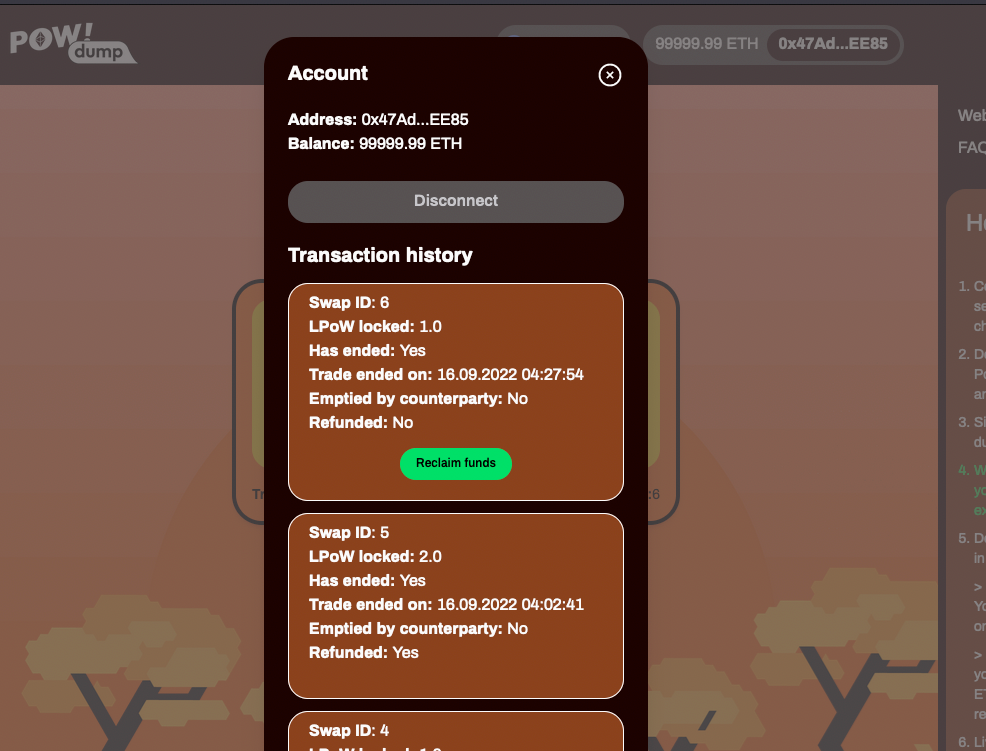 POW!
dump
99999.99 ETH
0x47Ad...EE85
Account
Address: 0x47Ad...EE85
Balance: 99999.99 ETH
Disconnect
Transaction history
Swap ID: 6
LPoW locked: 1.0
Has ended: Yes
Trade ended on: 16.09.2022 04:27:54
Emptied by counterparty: No
Refunded: No
Reclaim funds
Swap ID: 5
LPoW locked: 2.0
Has ended: Yes
Trade ended on: 16.09.2022 04:02:41
Emptied by counterparty: No
Refunded: Yes
Swap ID: 4
:6
FAQ
1.
2.
3.
4.
5.
in
>
>
6.